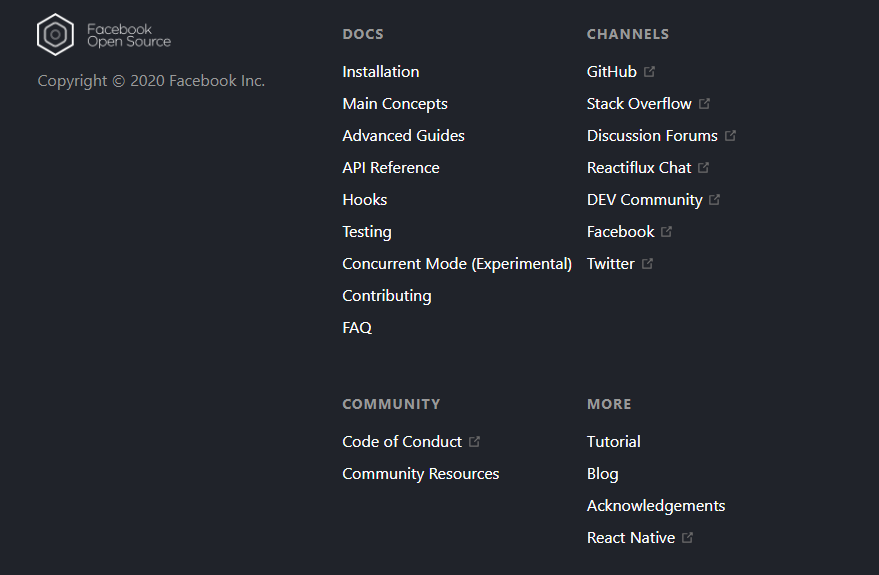 Facebook
Open Source
Copyright © 2020 Facebook Inc.
DOCS
Installation
Main Concepts
Advanced Guides
API Reference
Hooks
Testing
Concurrent Mode (Experimental)
Contributing
FAQ
CHANNELS
GitHub
Stack Overflow
Discussion Forums
Reactiflux Chat
DEV Community
Facebook
Twitter
COMMUNITY
Code of Conduct
Community Resources
MORE
Tutorial
Blog
Acknowledgements
React Native